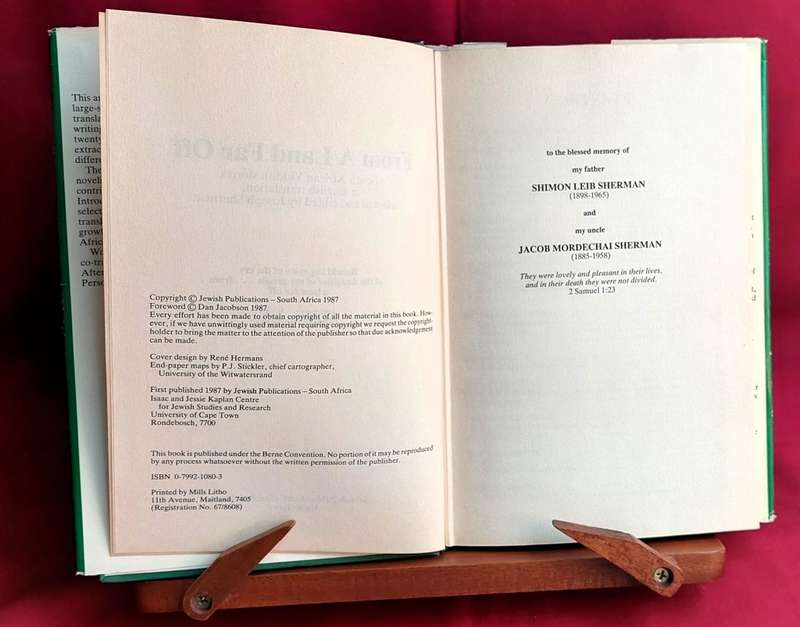 This a
large-s
transla
writing
twenty
extrac
differe
The
noveli
contri
Introd
select
transl
growt
Africa
We
co-tr
After
Perso
Copyright © Jewish Publications – South Africa 1987
Foreword © Dan Jacobson 1987
Every effort has been made to obtain copyright of all the material in this book. How-
ever, if we have unwittingly used material requiring copyright we request the copyright-
holder to bring the matter to the attention of the publisher so that due acknowledgement
can be made.
Cover design by René Hermans
End-paper maps by P.J. Stickler, chief cartographer,
University of the Witwatersrand
First published 1987 by Jewish Publications – South Africa
Isaac and Jessie Kaplan Centre
for Jewish Studies and Research
University of Cape Town
Rondebosch, 7700
This book is published under the Berne Convention. No portion of it may be reproduced
by any process whatsoever without the written permission of the publisher.
ISBN 0-7992-1080-3
Printed by Mills Litho
11th Avenue, Maitland, 7405
(Registration No. 67/8608)
to the blessed memory of
my father
SHIMON LEIB SHERMAN
(1898-1965)
and
my uncle
JACOB MORDECHAI SHERMAN
(1885-1958)
They were lovely and pleasant in their lives,
and in their death they were not divided.
2 Samuel 1:23